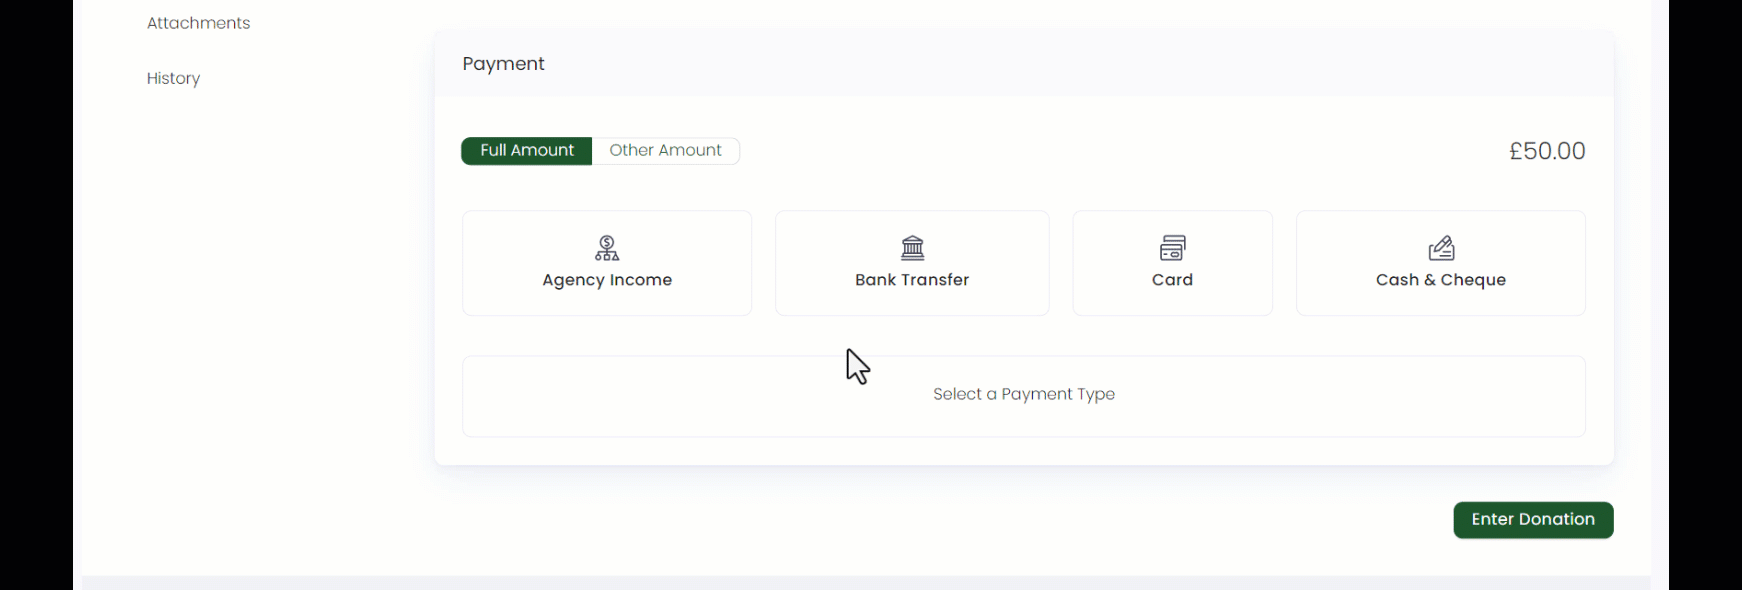 Attachments
History
Payment
Full Amount Other Amount £50.00
Agency Income Bank Transfer Card Cash & Cheque
Select a Payment Type
Enter Donation